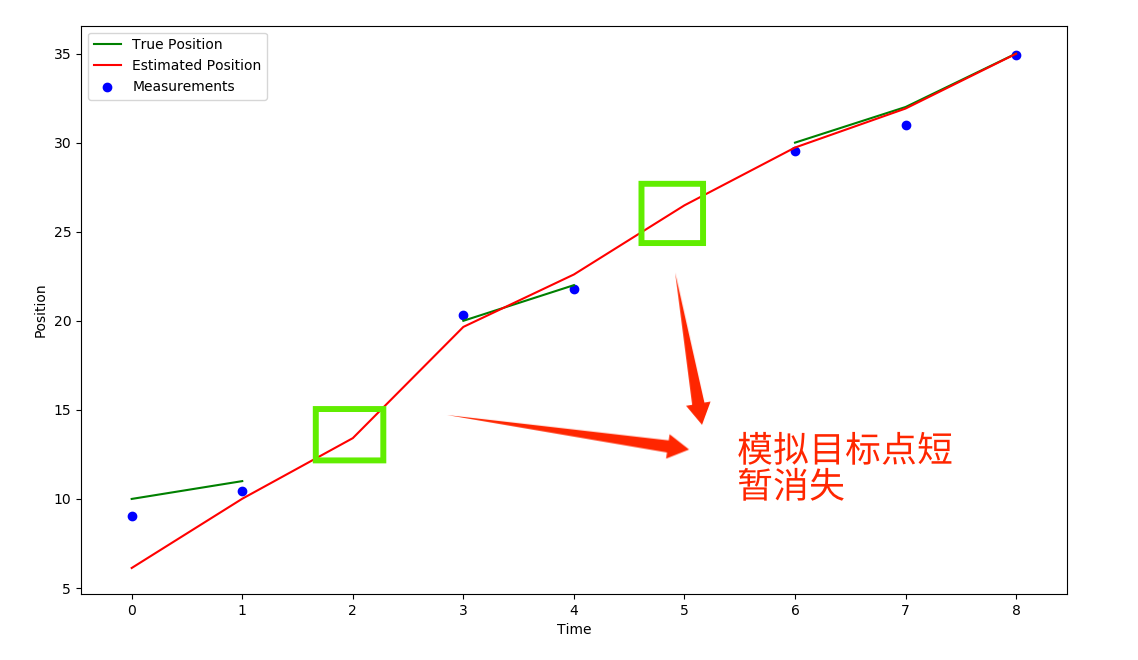 True Position
Estimated Position
Measurements
35
30
25
20
15
10
5
Position
模拟目标点短
暂消失
0 1 2 3 4 5 6 7 8
Time